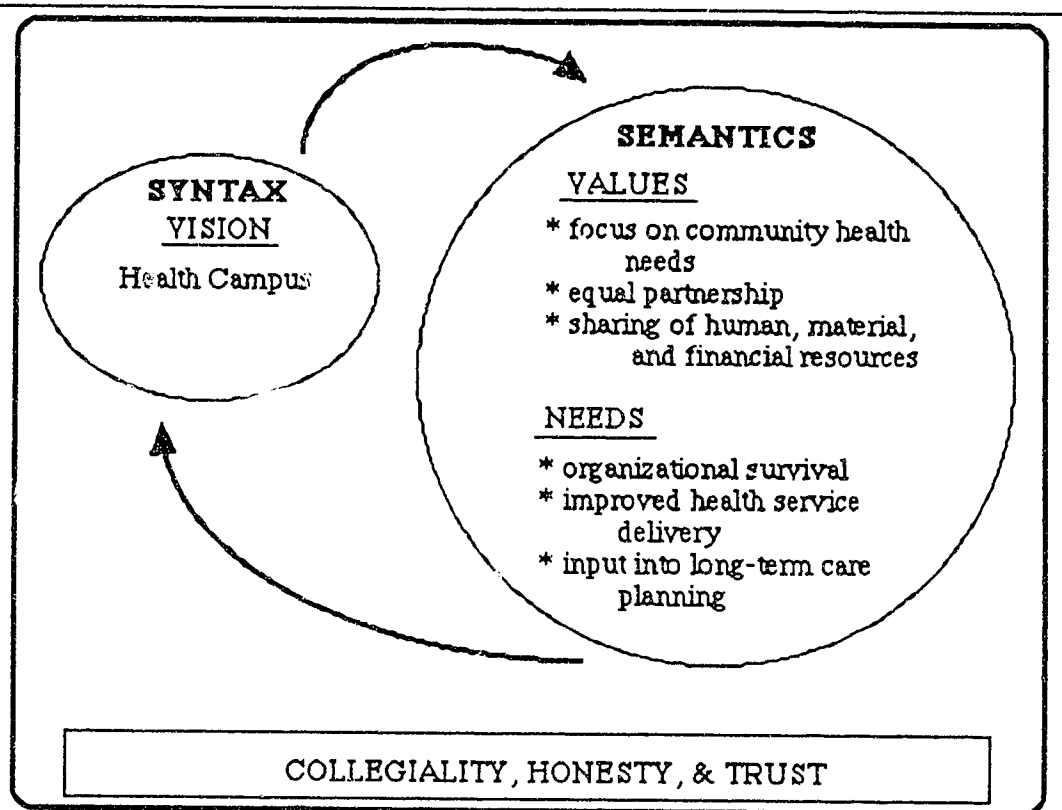 SYNTAX
VISION
Health Campus
SEMANTICS
VALUES
* focus on community health
needs
* equal partnership
* sharing of human, material,
and financial resources
NEEDS
* organizational survival
* improved health service
delivery
* input into long-term care
planning
COLLEGIALITY, HONESTY, & TRUST